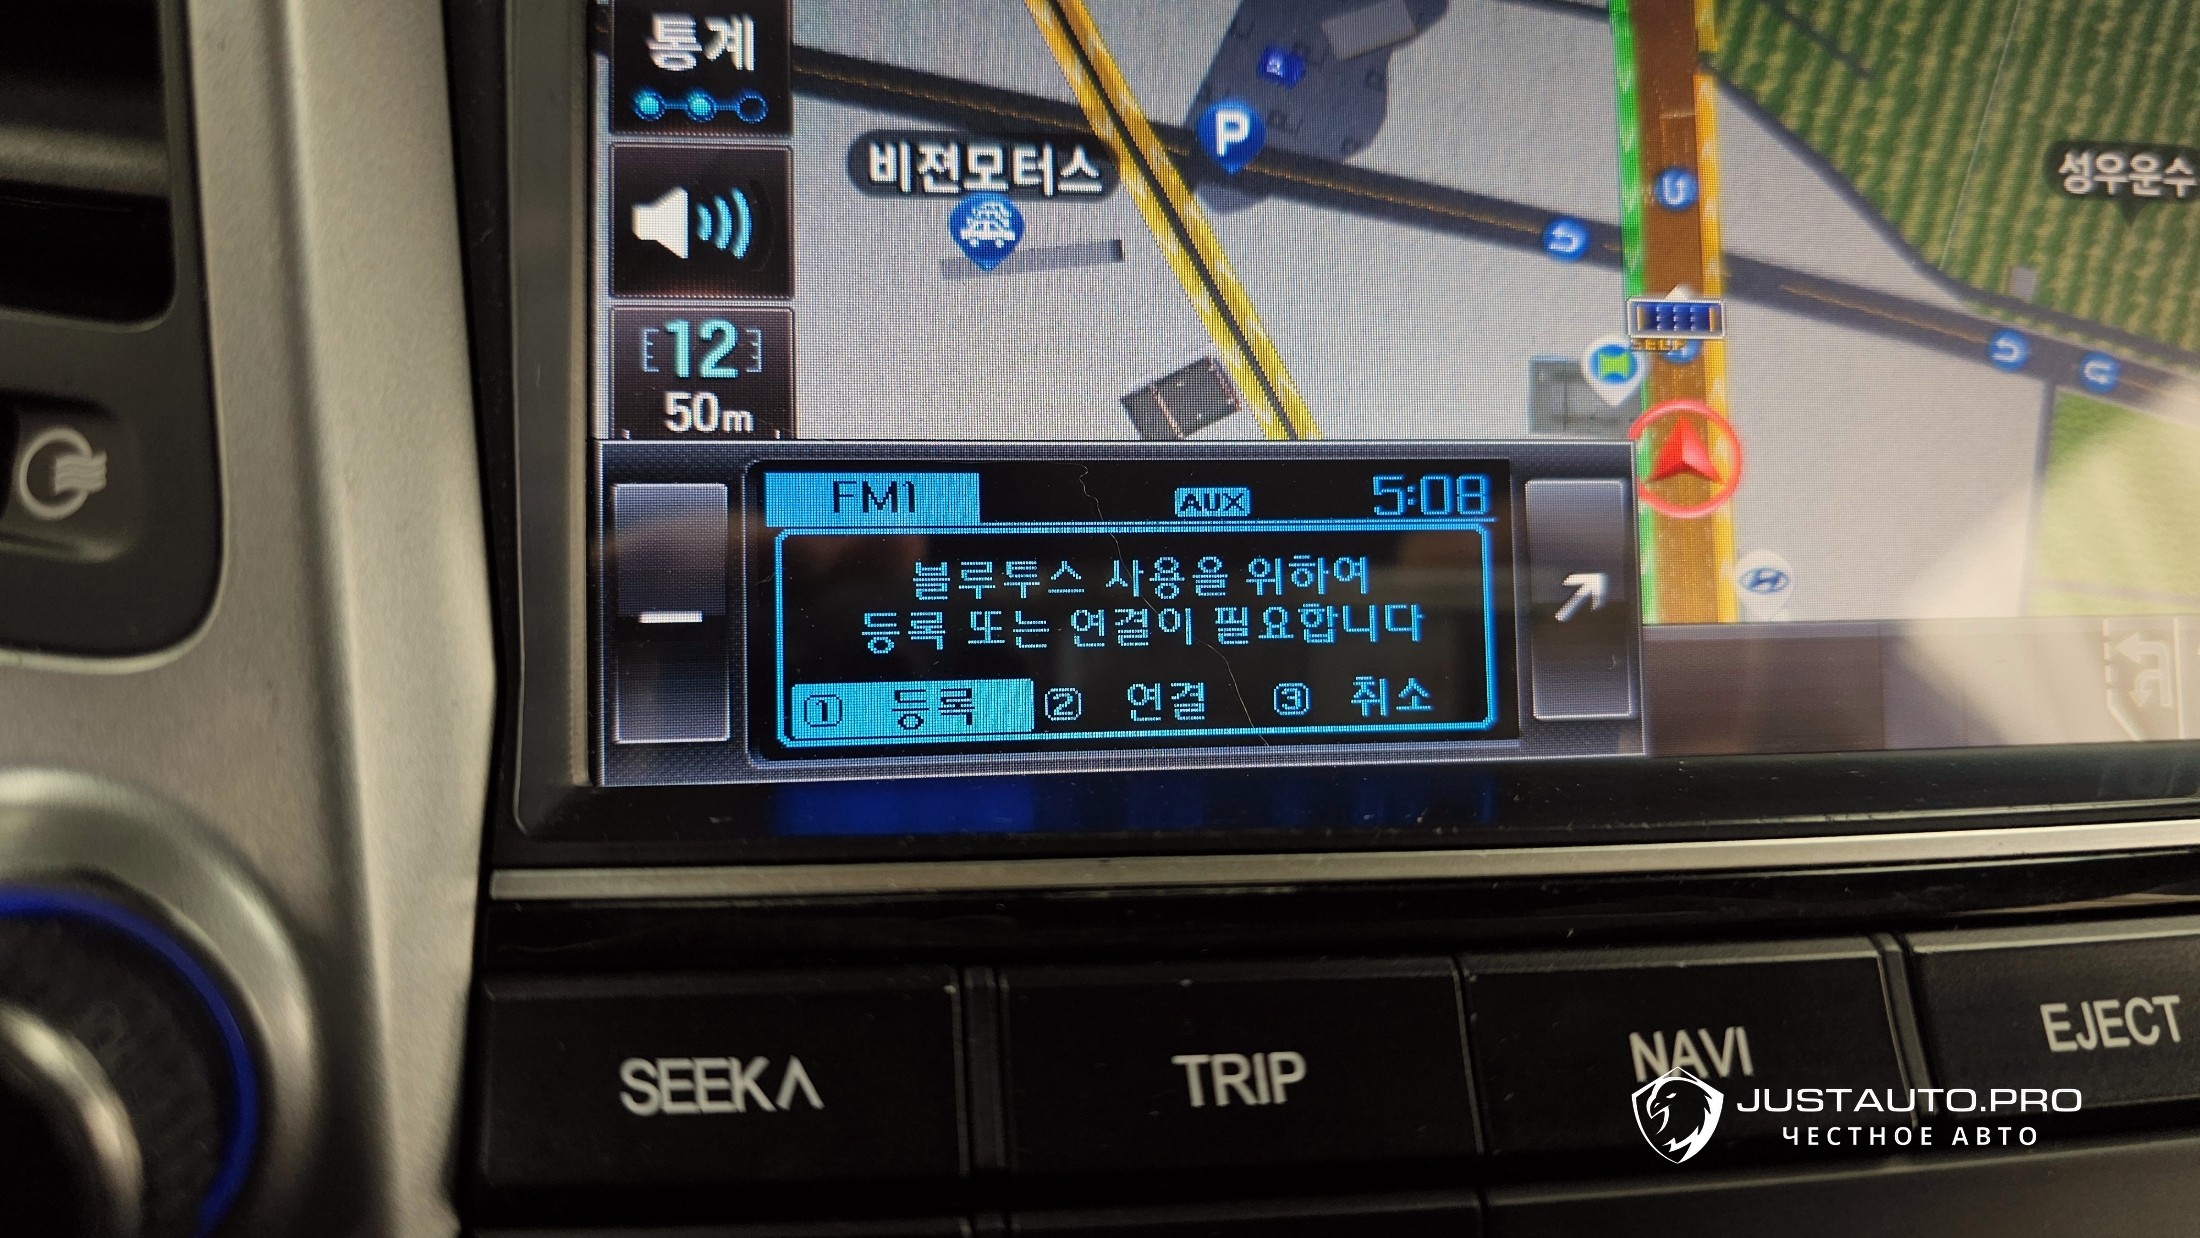 통계
비젼모터스
P
성우운수
12
50m
FM1 AUX 5:08
블루투스 사용을 위하여
등록 또는 연결이 필요합니다
① 등록 ② 연결 ③ 취소
SEEK∧ TRIP NAVI EJECT
JUSTAUTO.PRO
ЧЕСТНОЕ АВТО